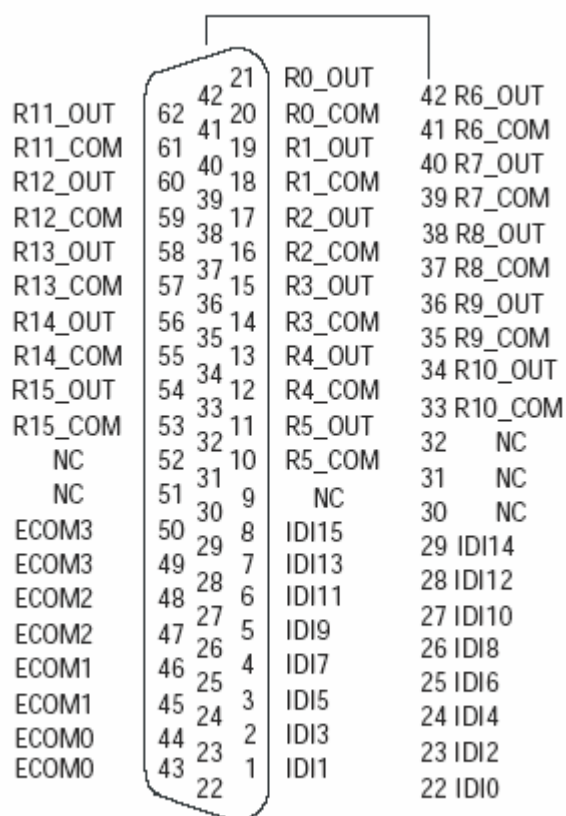 21 R0_OUT
42 42 R6_OUT
R11_OUT 62 20 R0_COM
41 41 R6_COM
R11_COM 61 19 R1_OUT
40 40 R7_OUT
R12_OUT 60 18 R1_COM
39 39 R7_COM
R12_COM 59 17 R2_OUT
38 38 R8_OUT
R13_OUT 58 16 R2_COM
37 37 R8_COM
R13_COM 57 15 R3_OUT
36 36 R9_OUT
R14_OUT 56 14 R3_COM
35 35 R9_COM
R14_COM 55 13 R4_OUT
34 34 R10_OUT
R15_OUT 54 12 R4_COM
33 33 R10_COM
R15_COM 53 11 R5_OUT
32 32 NC
NC 52 10 R5_COM
31 31 NC
NC 51 9 NC
30 30 NC
ECOM3 50 8 IDI15
29 29 IDI14
ECOM3 49 7 IDI13
28 28 IDI12
ECOM2 48 6 IDI11
27 27 IDI10
ECOM2 47 5 IDI9
26 26 IDI8
ECOM1 46 4 IDI7
25 25 IDI6
ECOM1 45 3 IDI5
24 24 IDI4
ECOM0 44 2 IDI3
23 23 IDI2
ECOM0 43 1 IDI1
22 22 IDI0